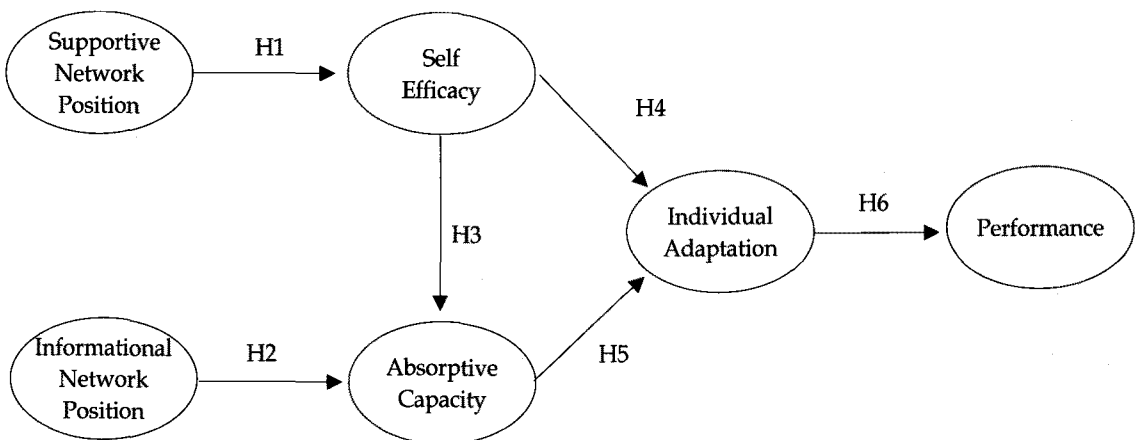 Supportive
Network
Position
H1
Self
Efficacy
H4
H3
Individual
Adaptation
H6
Performance
Informational
Network
Position
H2
Absorptive
Capacity
H5